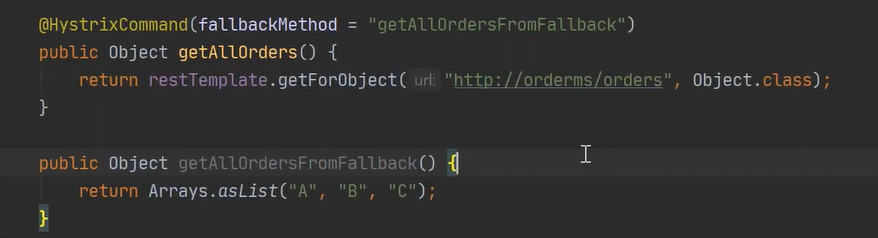 @HystrixCommand(fallbackMethod = "getAllOrdersFromFallback")
public Object getAllOrders() {
return restTemplate.getForObject( url: "http://orderms/orders", Object.class);
}
public Object getAllOrdersFromFallback() {
return Arrays.asList("A", "B", "C");
}